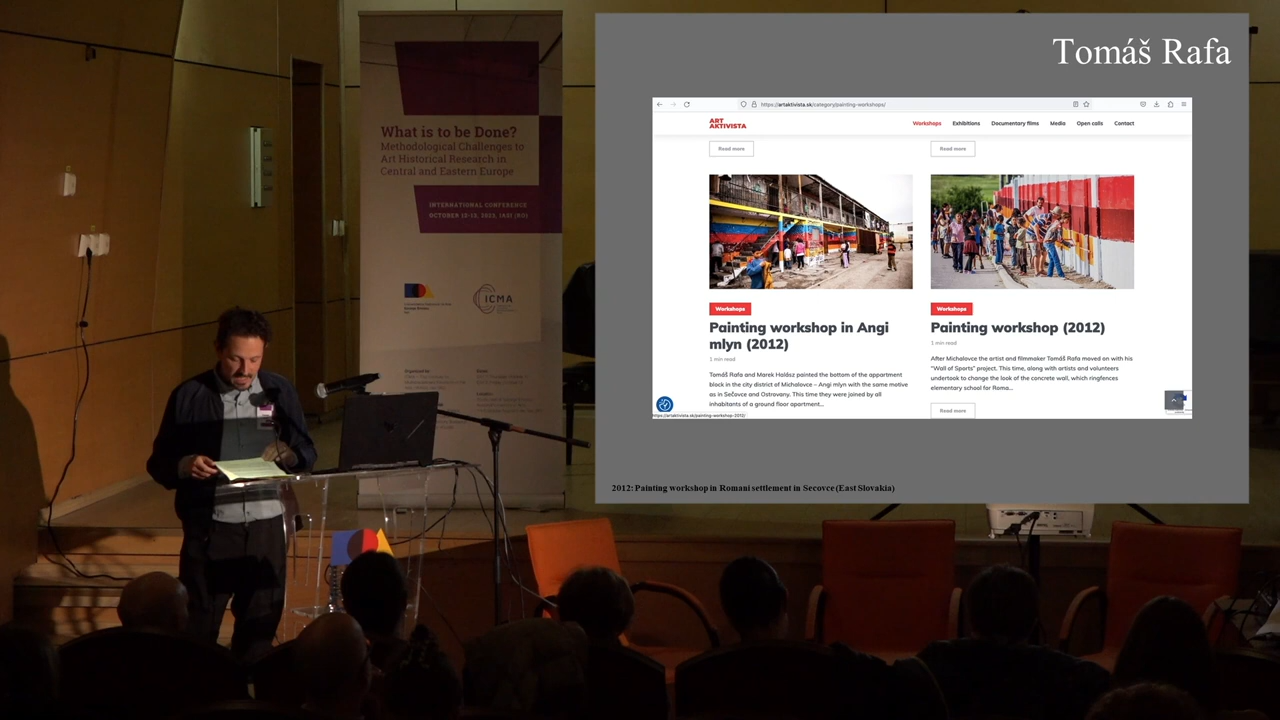 What is to be Done?
Methodological Challenges to
Art Historical Research in
Central and Eastern Europe
INTERNATIONAL CONFERENCE
ICMA
Tomáš Rafa
https://artaktivista.sk/category/painting-workshops/
ART
AKTIVISTA
Workshops Exhibitions Documentary films Media Open calls Contact
Read more
Read more
Workshops
Painting workshop in Angi
mlyn (2012)
1 min read
Tomáš Rafa and Marek Halász painted the bottom of the appartment
block in the city district of Michalovce – Angi mlyn with the same motive
as in Sečovce and Ostrovany. This time they were joined by all
inhabitants of a ground floor apartment...
Workshops
Painting workshop (2012)
1 min read
After Michalovce the artist and filmmaker Tomáš Rafa moved on with his
"Wall of Sports" project. This time, along with artists and volunteers
undertook to change the look of the concrete wall, which ringfences
elementary school for Roma...
Read more
https://artaktivista.sk/painting-workshop-2012/
2012: Painting workshop in Romani settlement in Secovce (East Slovakia)